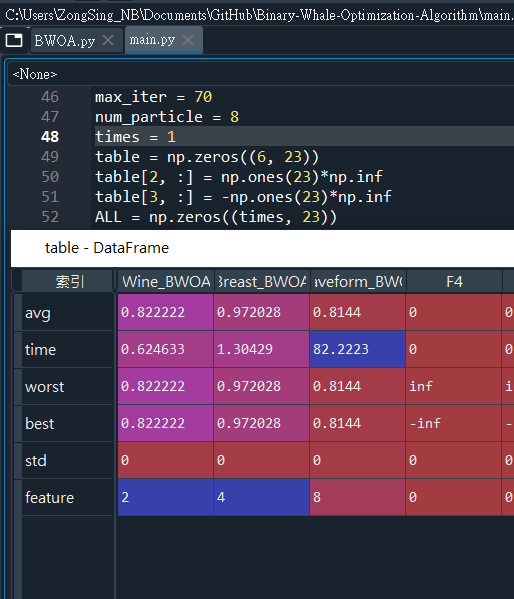 C:\Users\ZongSing_NB\Documents\GitHub\Binary-Whale-Optimization-Algorithm\main.
BWOA.py main.py
<None>
46 max_iter = 70
47 num_particle = 8
48 times = 1
49 table = np.zeros((6, 23))
50 table[2, :] = np.ones(23)*np.inf
51 table[3, :] = -np.ones(23)*np.inf
52 ALL = np.zeros((times, 23))
table - DataFrame
索引 Wine_BWOA Breast_BWOA aveform_BWO F4
avg 0.822222 0.972028 0.8144 0 0
time 0.624633 1.30429 82.2223 0 0
worst 0.822222 0.972028 0.8144 inf i
best 0.822222 0.972028 0.8144 -inf -
std 0 0 0 0 0
feature 2 4 8 0 0